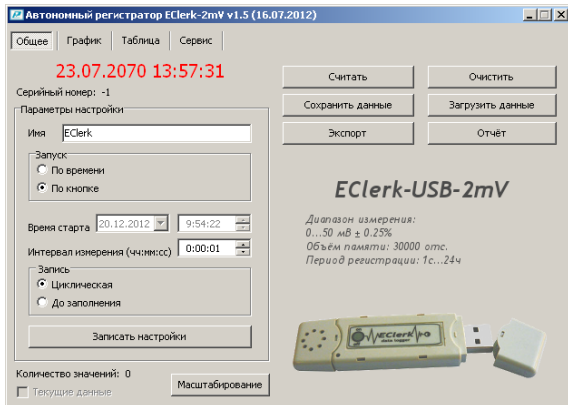 Автономный регистратор EClerk-2mV v1.5 (16.07.2012)
Общее График Таблица Сервис
23.07.2070 13:57:31
Серийный номер: -1
Параметры настройки
Имя EClerk
Запуск
По времени
По кнопке
Время старта 20.12.2012 9:54:22
Интервал измерения (чч:мм:сс) 0:00:01
Запись
Циклическая
До заполнения
Записать настройки
Количество значений: 0
Текущие данные
Масштабирование
Считать Очистить
Сохранить данные Загрузить данные
Экспорт Отчёт
EClerk-USB-2mV
Диапазон измерения:
0...50 мВ ± 0.25%
Объём памяти: 30000 отс.
Период регистрации: 1с...24ч
EClerk
data logger